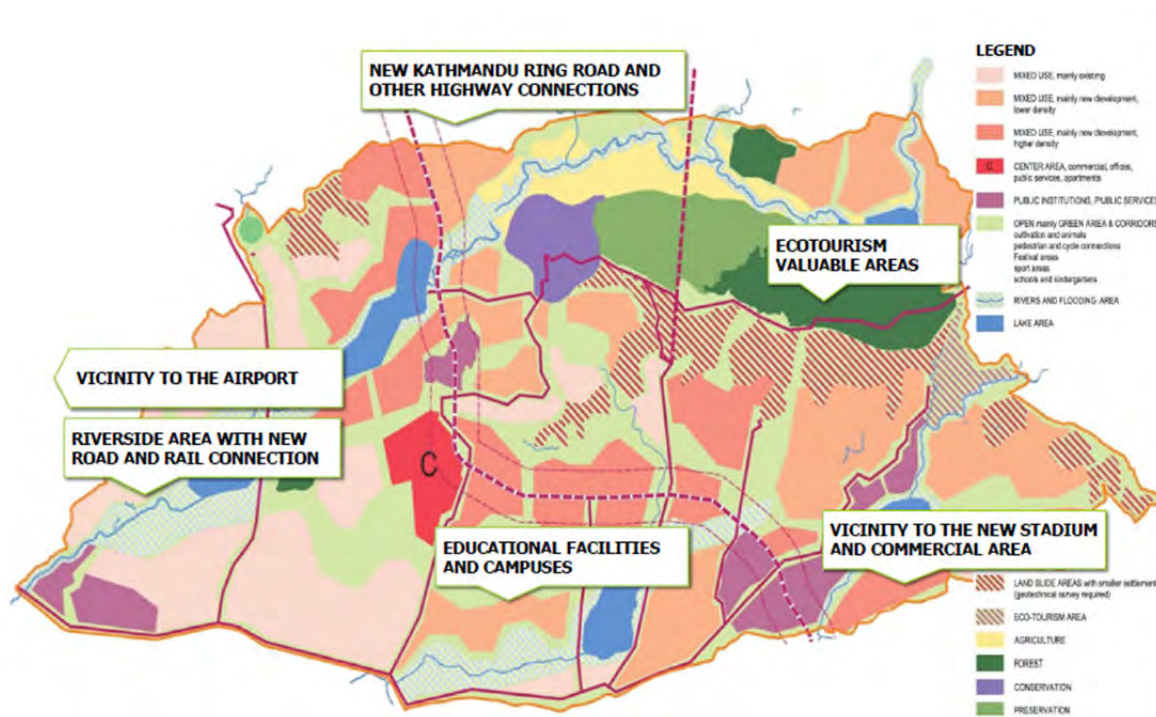 NEW KATHMANDU RING ROAD AND
OTHER HIGHWAY CONNECTIONS
ECOTOURISM
VALUABLE AREAS
VICINITY TO THE AIRPORT
RIVERSIDE AREA WITH NEW
ROAD AND RAIL CONNECTION
C
EDUCATIONAL FACILITIES
AND CAMPUSES
VICINITY TO THE NEW STADIUM
AND COMMERCIAL AREA
LEGEND
MIXED USE, mainly existing
MIXED USE, mainly new development,
lower density
MIXED USE, mainly new development,
higher density
C
CENTER AREA, commercial, offices,
public services, apartments
PUBLIC INSTITUTIONS, PUBLIC SERVICES
OPEN mainly GREEN AREA & CORRIDORS
cultivation and animals
pedestrian and cycle connections
Festival areas
sport areas
schools and kindergartens
RIVERS AND FLOODING AREA
LAKE AREA
LAND SLIDE AREAS with smaller settlement
(geotechnical survey required)
ECO-TOURISM AREA
AGRICULTURE
FOREST
CONSERVATION
PRESERVATION